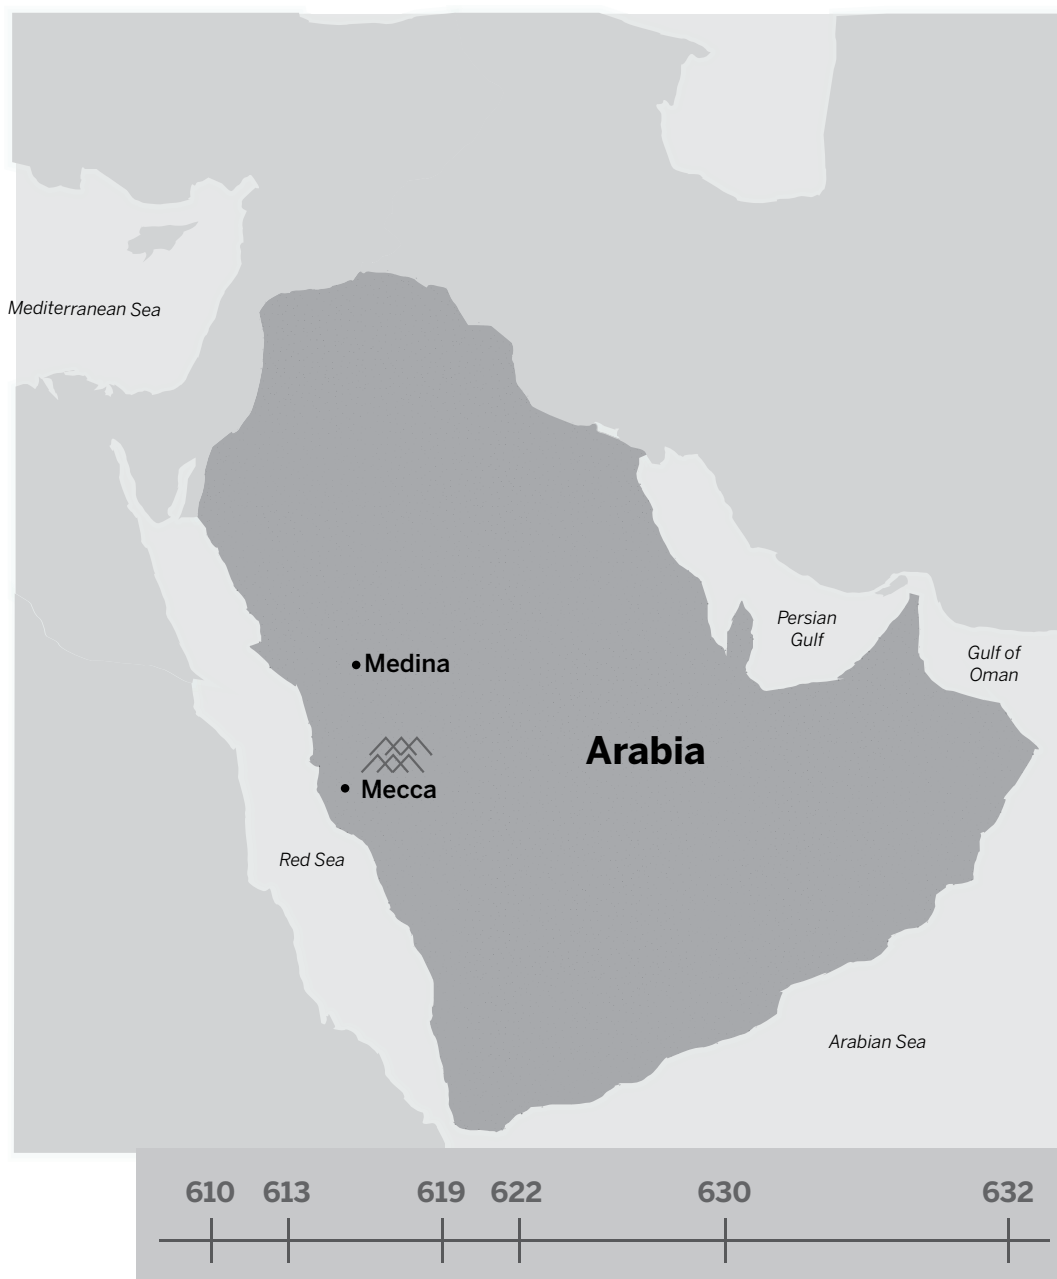 Mediterranean Sea
Persian
Gulf
Gulf of
Oman
Medina
Arabia
Mecca
Red Sea
Arabian Sea
610 613 619 622 630 632